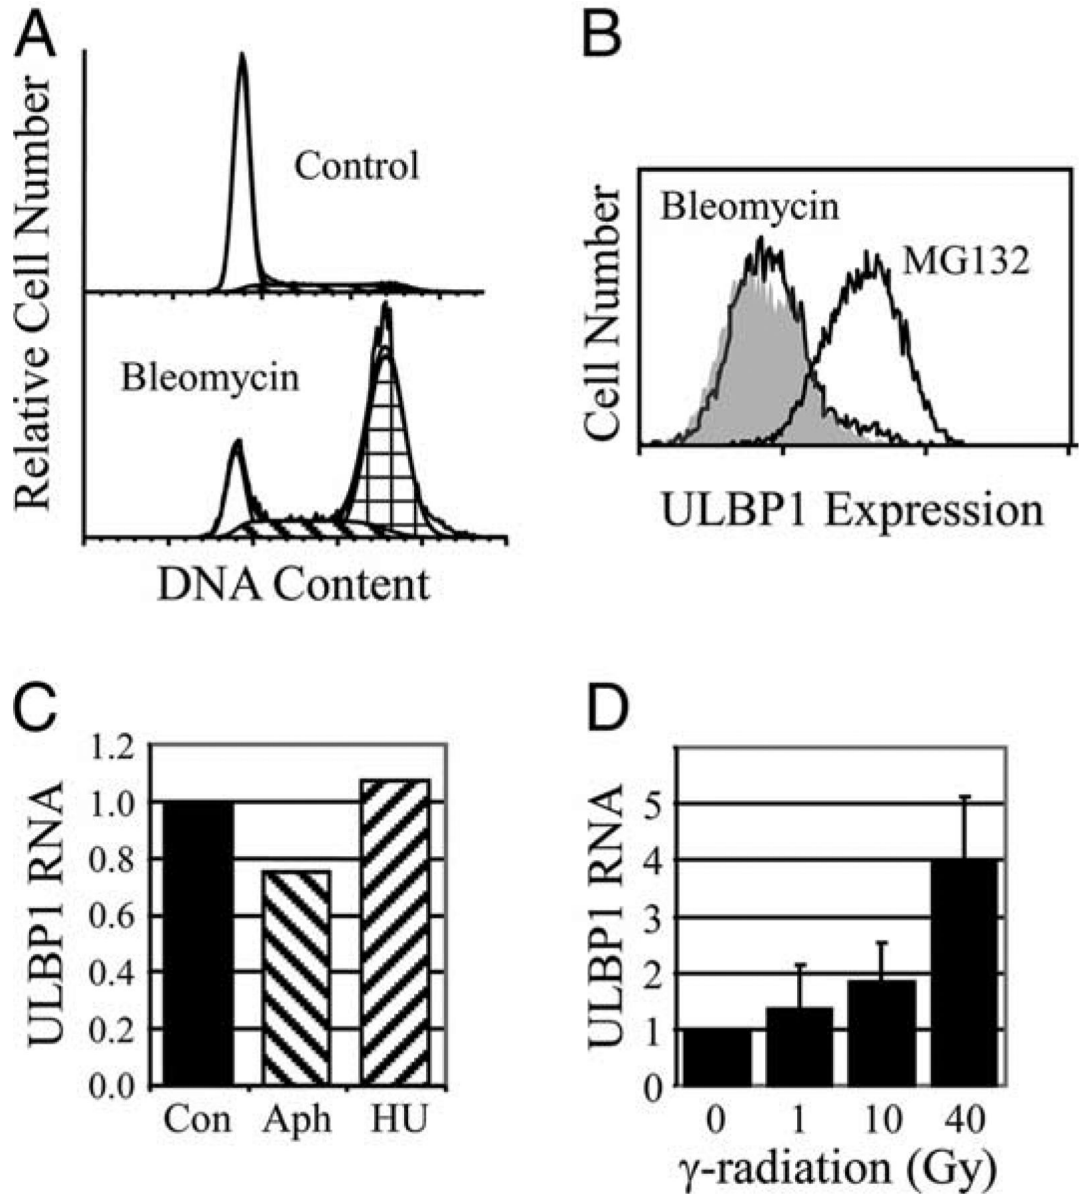 A
Relative Cell Number
Control
Bleomycin
DNA Content
B
Cell Number
Bleomycin
MG132
ULBP1 Expression
C
ULBP1 RNA
1.2
1.0
0.8
0.6
0.4
0.2
0.0
Con Aph HU
D
ULBP1 RNA
5
4
3
2
1
0
0 1 10 40
γ-radiation (Gy)